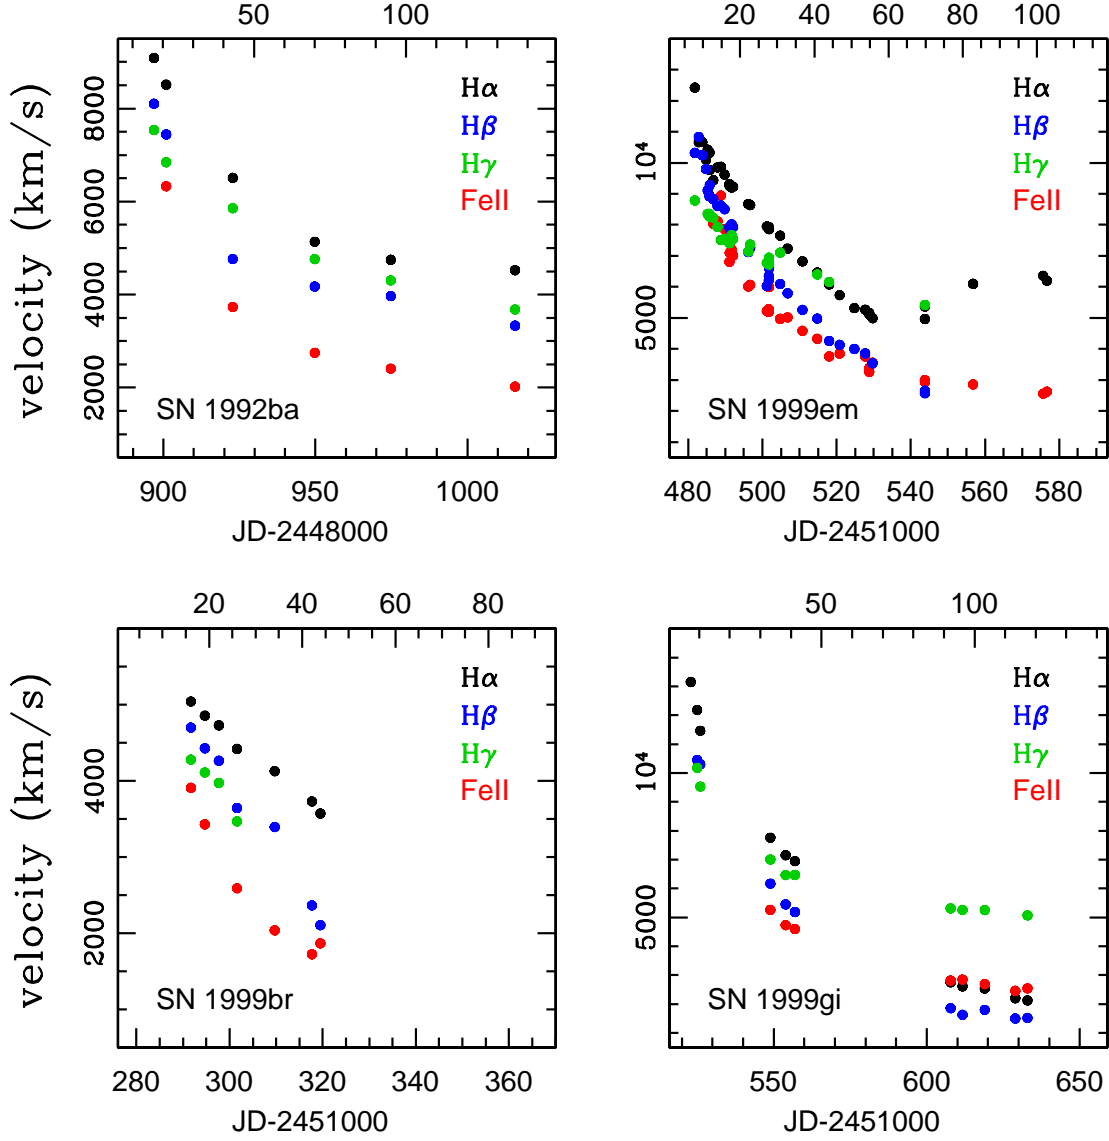 50 100
20 40 60 80 100
velocity (km/s)
8000
6000
4000
2000
Hα
Hβ
Hγ
FeII
SN 1992ba
900 950 1000
JD-2448000
10⁴
5000
Hα
Hβ
Hγ
FeII
SN 1999em
480 500 520 540 560 580
JD-2451000
20 40 60 80
50 100
velocity (km/s)
4000
2000
Hα
Hβ
Hγ
FeII
SN 1999br
280 300 320 340 360
JD-2451000
10⁴
5000
Hα
Hβ
Hγ
FeII
SN 1999gi
550 600 650
JD-2451000